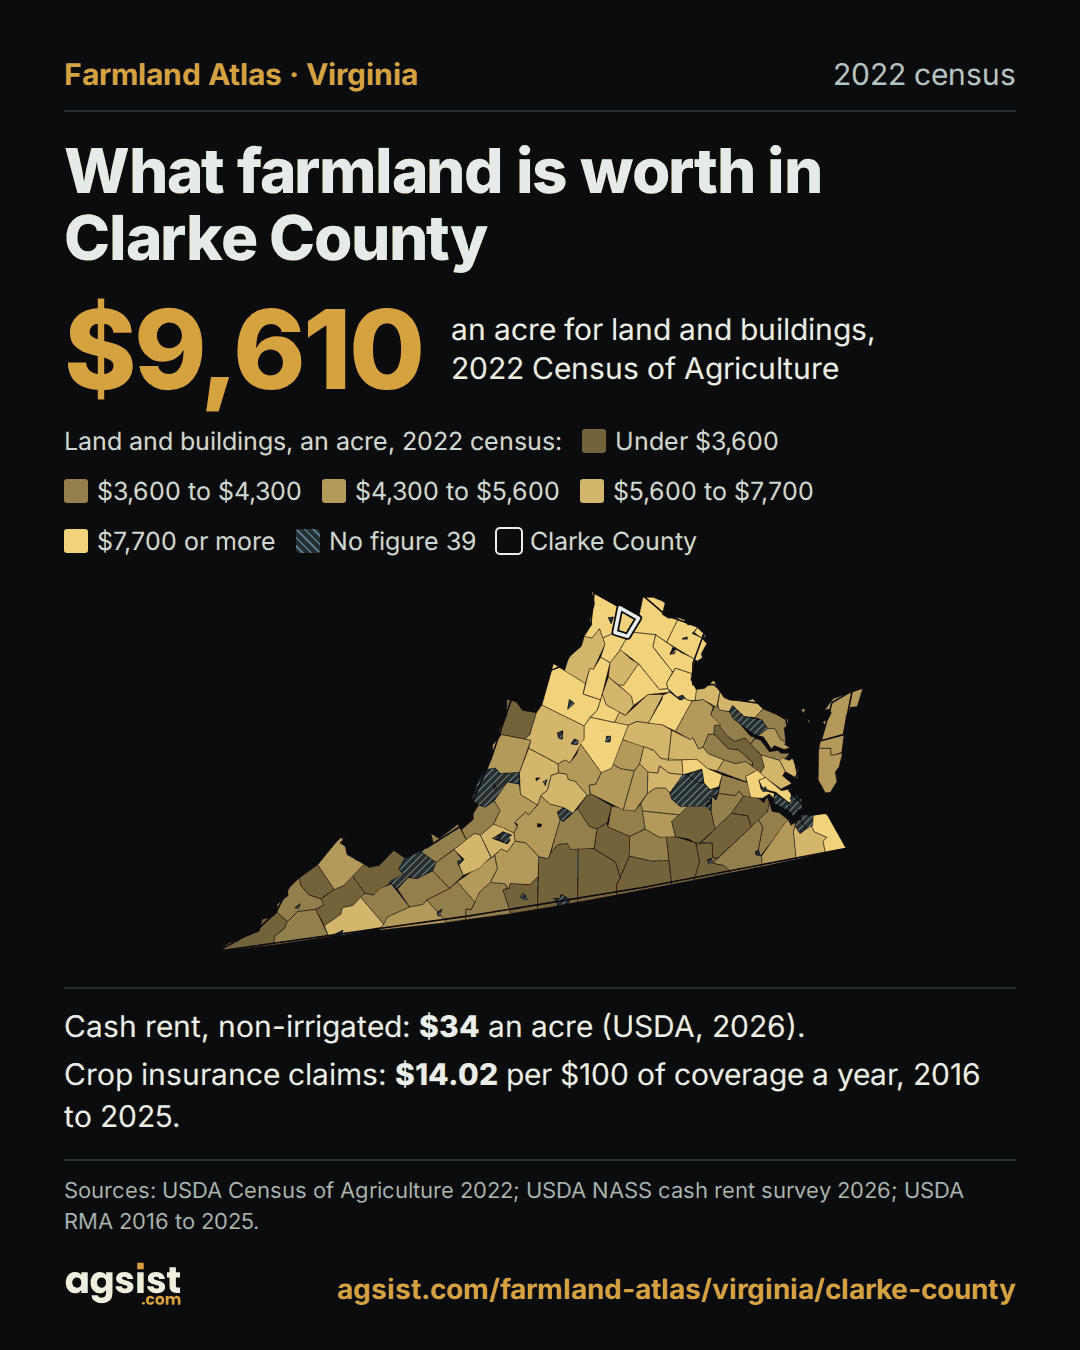 Farmland Atlas · Virginia
2022 census
What farmland is worth in
Clarke County
$9,610
an acre for land and buildings,
2022 Census of Agriculture
Land and buildings, an acre, 2022 census: Under $3,600
$3,600 to $4,300 $4,300 to $5,600 $5,600 to $7,700
$7,700 or more No figure 39 Clarke County
Cash rent, non-irrigated: $34 an acre (USDA, 2026).
Crop insurance claims: $14.02 per $100 of coverage a year, 2016
to 2025.
Sources: USDA Census of Agriculture 2022; USDA NASS cash rent survey 2026; USDA
RMA 2016 to 2025.
agsist
.com
agsist.com/farmland-atlas/virginia/clarke-county